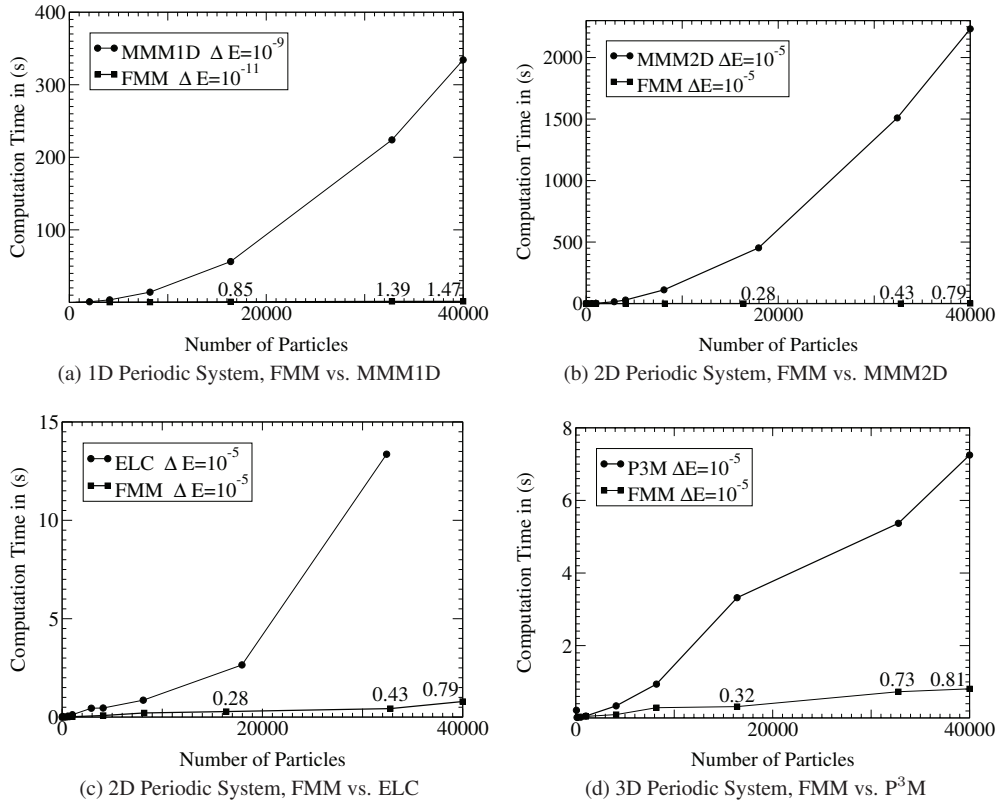 400
300
200
100
Computation Time in (s)
MMM1D Δ E=10⁻⁹
FMM Δ E=10⁻¹¹
0.85
1.39
1.47
0
20000
40000
Number of Particles
(a) 1D Periodic System, FMM vs. MMM1D
2000
1500
1000
500
0
Computation Time in (s)
MMM2D ΔE=10⁻⁵
FMM ΔE=10⁻⁵
0.28
0.43
0.79
0
20000
40000
Number of Particles
(b) 2D Periodic System, FMM vs. MMM2D
15
10
5
0
Computation Time in (s)
ELC Δ E=10⁻⁵
FMM Δ E=10⁻⁵
0.28
0.43
0.79
0
20000
40000
Number of Particles
(c) 2D Periodic System, FMM vs. ELC
8
6
4
2
Computation Time in (s)
P3M ΔE=10⁻⁵
FMM ΔE=10⁻⁵
0.32
0.73
0.81
0
20000
40000
Number of Particles
(d) 3D Periodic System, FMM vs. P³M